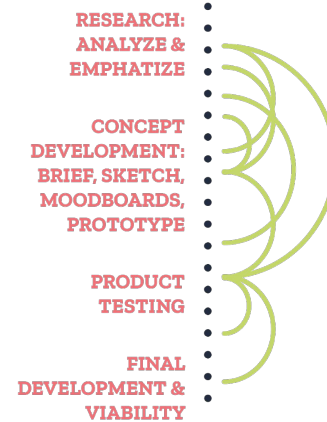 RESEARCH:
ANALYZE &
EMPHATIZE
CONCEPT
DEVELOPMENT:
BRIEF, SKETCH,
MOODBOARDS,
PROTOTYPE
PRODUCT
TESTING
FINAL
DEVELOPMENT &
VIABILITY